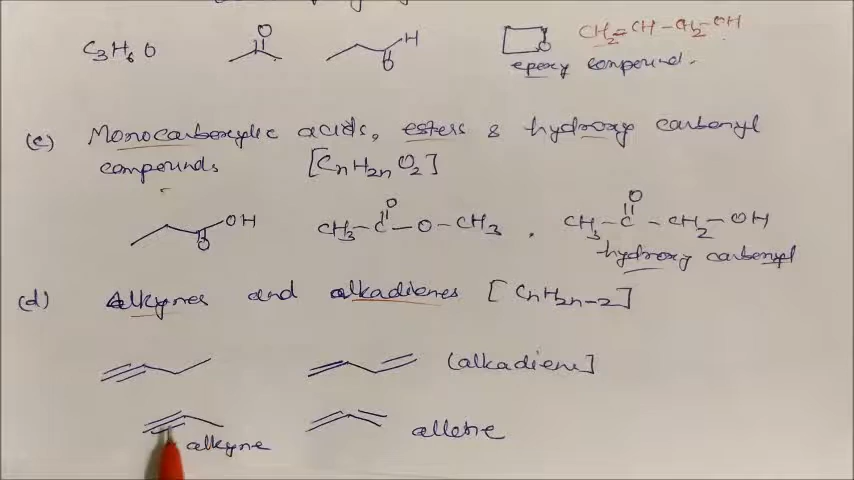 C3H6O
O
H
O
O
CH2=CH-CH2-OH
epoxy compound.
(c) Monocarboxylic acids, esters & hydroxy carbonyl
compounds [CnH2nO2]
OH
O
CH3-C-O-CH3
O
,
CH3-C-CH2-OH
O
hydroxy carbonyl
(d) Alkynes and alkadienes [CnH2n-2]
(alkadiene]
alkyne
allene